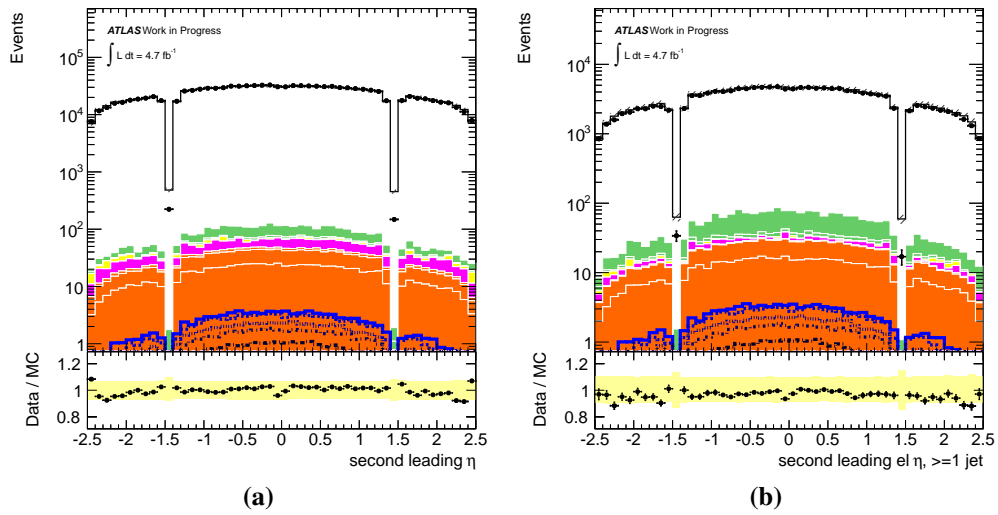 Events
ATLAS Work in Progress
∫ L dt = 4.7 fb⁻¹
10⁵
10⁴
10³
10²
10
1
Data / MC
1.2
1
0.8
-2.5 -2 -1.5 -1 -0.5 0 0.5 1 1.5 2 2.5
second leading η
(a)
Events
ATLAS Work in Progress
∫ L dt = 4.7 fb⁻¹
10⁴
10³
10²
10
1
Data / MC
1.2
1
0.8
-2.5 -2 -1.5 -1 -0.5 0 0.5 1 1.5 2 2.5
second leading el η, >=1 jet
(b)